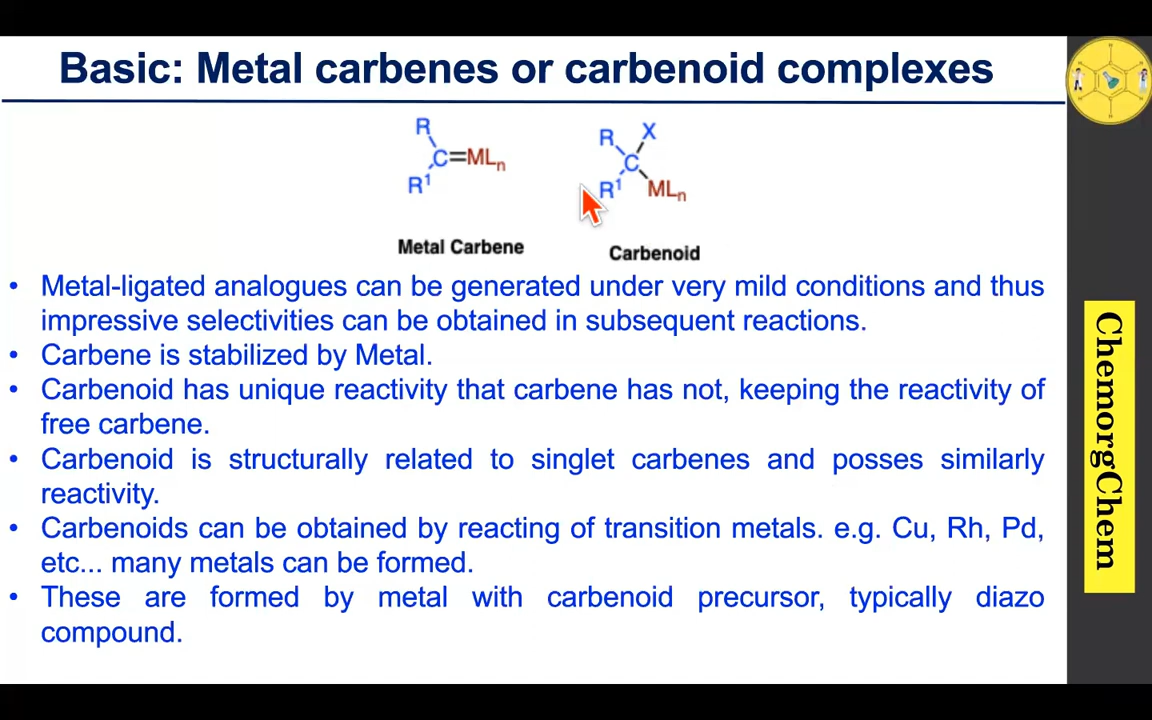 Basic: Metal carbenes or carbenoid complexes
R
C=MLn
R1
Metal Carbene
R X
C
R1 MLn
Carbenoid
• Metal-ligated analogues can be generated under very mild conditions and thus
impressive selectivities can be obtained in subsequent reactions.
• Carbene is stabilized by Metal.
• Carbenoid has unique reactivity that carbene has not, keeping the reactivity of
free carbene.
• Carbenoid is structurally related to singlet carbenes and posses similarly
reactivity.
• Carbenoids can be obtained by reacting of transition metals. e.g. Cu, Rh, Pd,
etc... many metals can be formed.
• These are formed by metal with carbenoid precursor, typically diazo
compound.
ChemorgChem